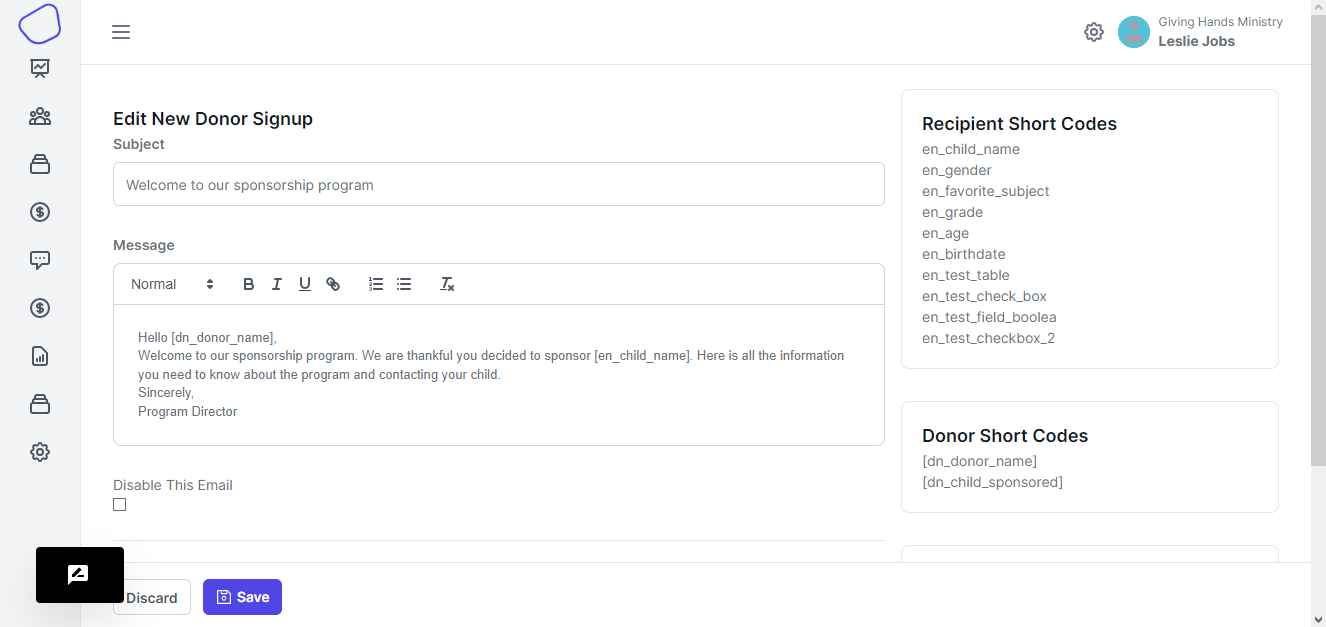 Giving Hands Ministry
Leslie Jobs
Edit New Donor Signup
Subject
Welcome to our sponsorship program
Message
Normal
Hello [dn_donor_name],
Welcome to our sponsorship program. We are thankful you decided to sponsor [en_child_name]. Here is all the information
you need to know about the program and contacting your child.
Sincerely,
Program Director
Disable This Email
Discard
Save
Recipient Short Codes
en_child_name
en_gender
en_favorite_subject
en_grade
en_age
en_birthdate
en_test_table
en_test_check_box
en_test_field_boolea
en_test_checkbox_2
Donor Short Codes
[dn_donor_name]
[dn_child_sponsored]